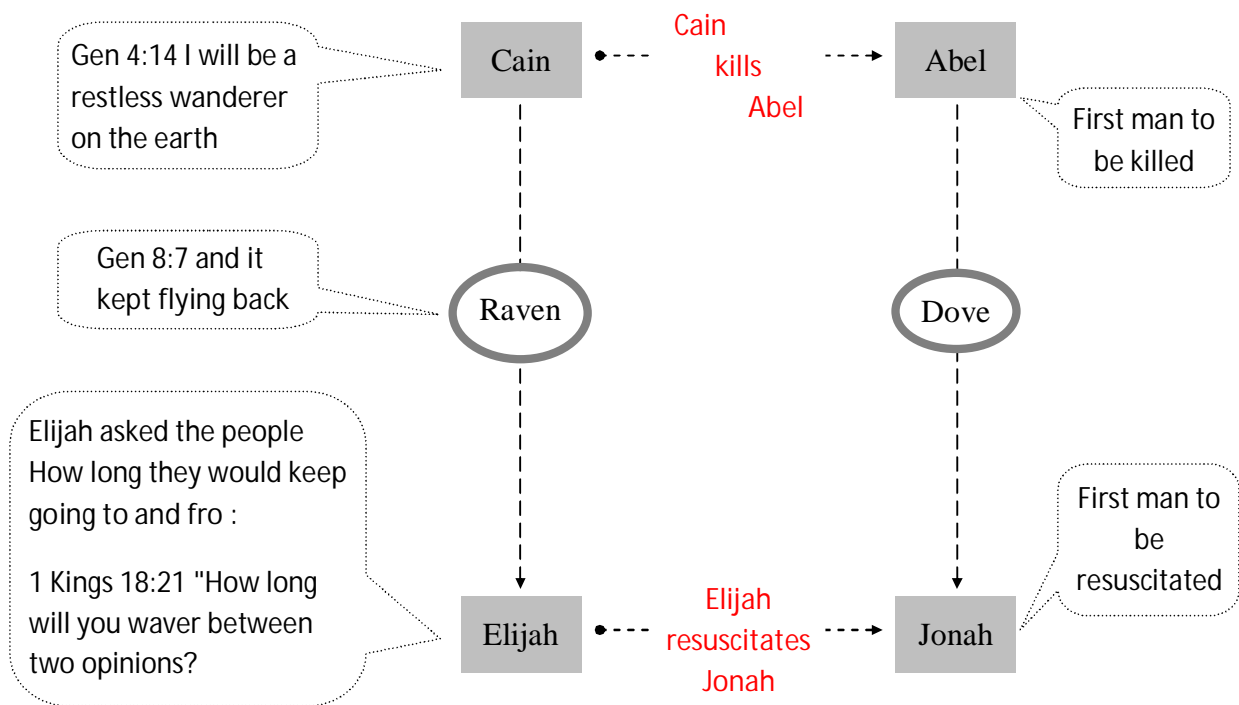 Gen 4:14 I will be a
restless wanderer
on the earth
Cain
Cain
kills
Abel
Abel
First man to
be killed
Gen 8:7 and it
kept flying back
Raven
Dove
Elijah asked the people
How long they would keep
going to and fro :
1 Kings 18:21 "How long
will you waver between
two opinions?
Elijah
Elijah
resuscitates
Jonah
Jonah
First man to
be
resuscitated